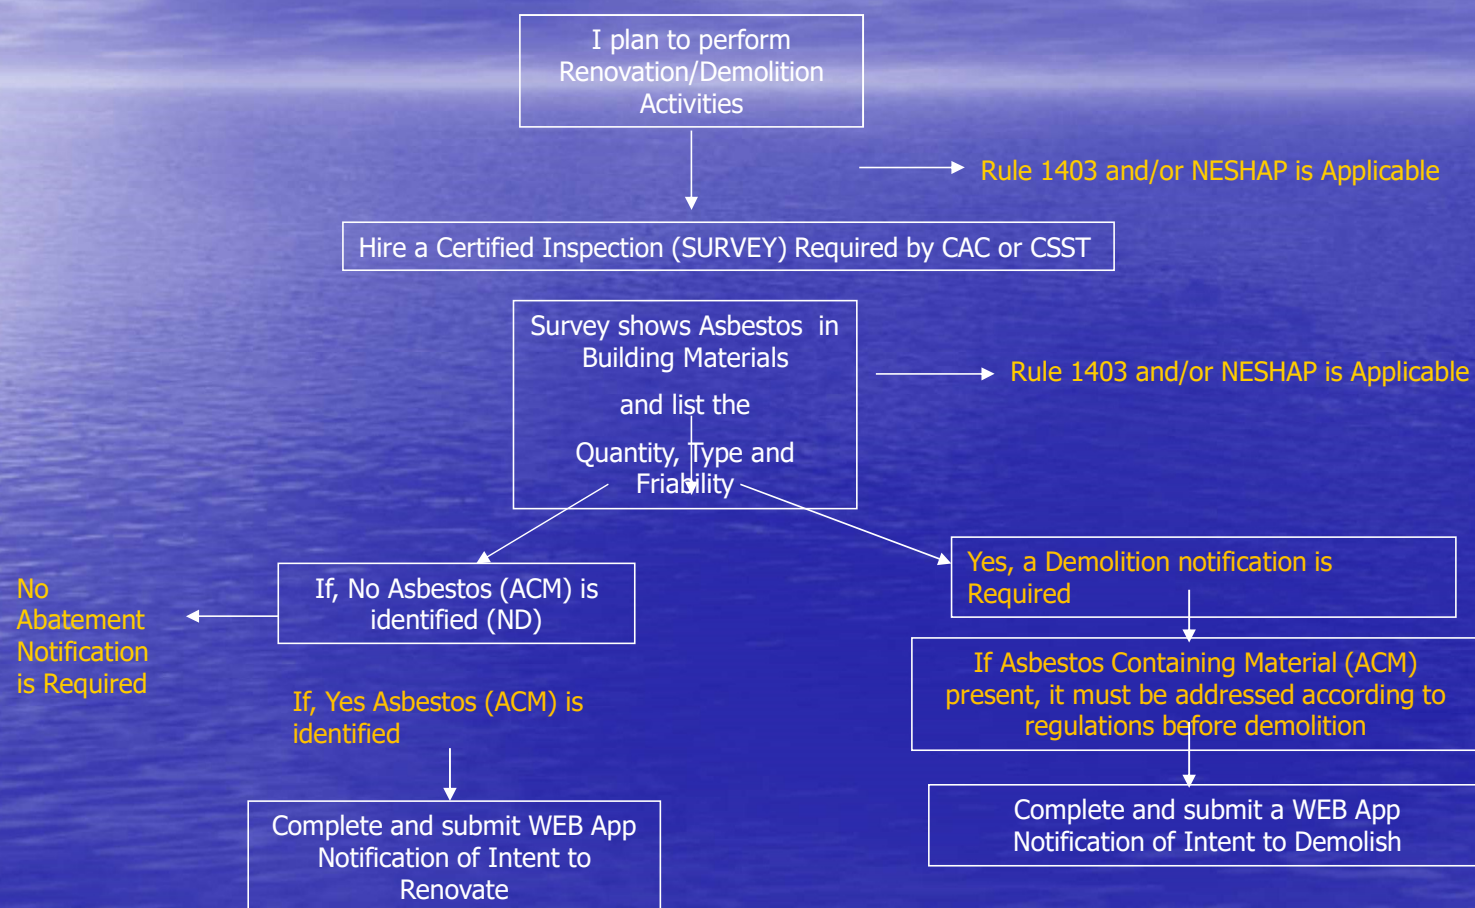 I plan to perform
Renovation/Demolition
Activities
Rule 1403 and/or NESHAP is Applicable
Hire a Certified Inspection (SURVEY) Required by CAC or CSST
Survey shows Asbestos in
Building Materials
and list the
Quantity, Type and
Friability
Rule 1403 and/or NESHAP is Applicable
No
Abatement
Notification
is Required
If, No Asbestos (ACM) is
identified (ND)
If, Yes Asbestos (ACM) is
identified
Complete and submit WEB App
Notification of Intent to
Renovate
Yes, a Demolition notification is
Required
If Asbestos Containing Material (ACM)
present, it must be addressed according to
regulations before demolition
Complete and submit a WEB App
Notification of Intent to Demolish